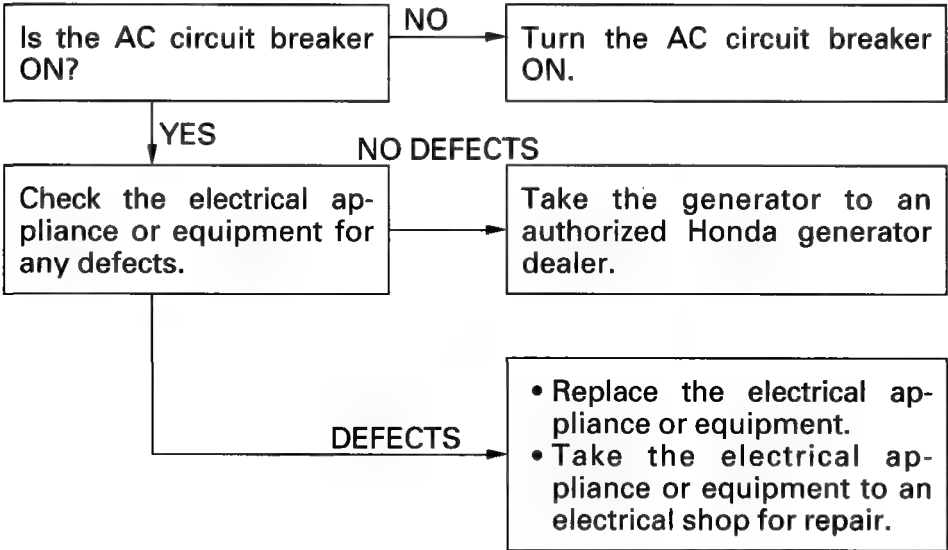 Is the AC circuit breaker
ON?
NO
Turn the AC circuit breaker
ON.
YES
NO DEFECTS
Check the electrical ap-
pliance or equipment for
any defects.
Take the generator to an
authorized Honda generator
dealer.
DEFECTS
• Replace the electrical ap-
pliance or equipment.
• Take the electrical ap-
pliance or equipment to an
electrical shop for repair.